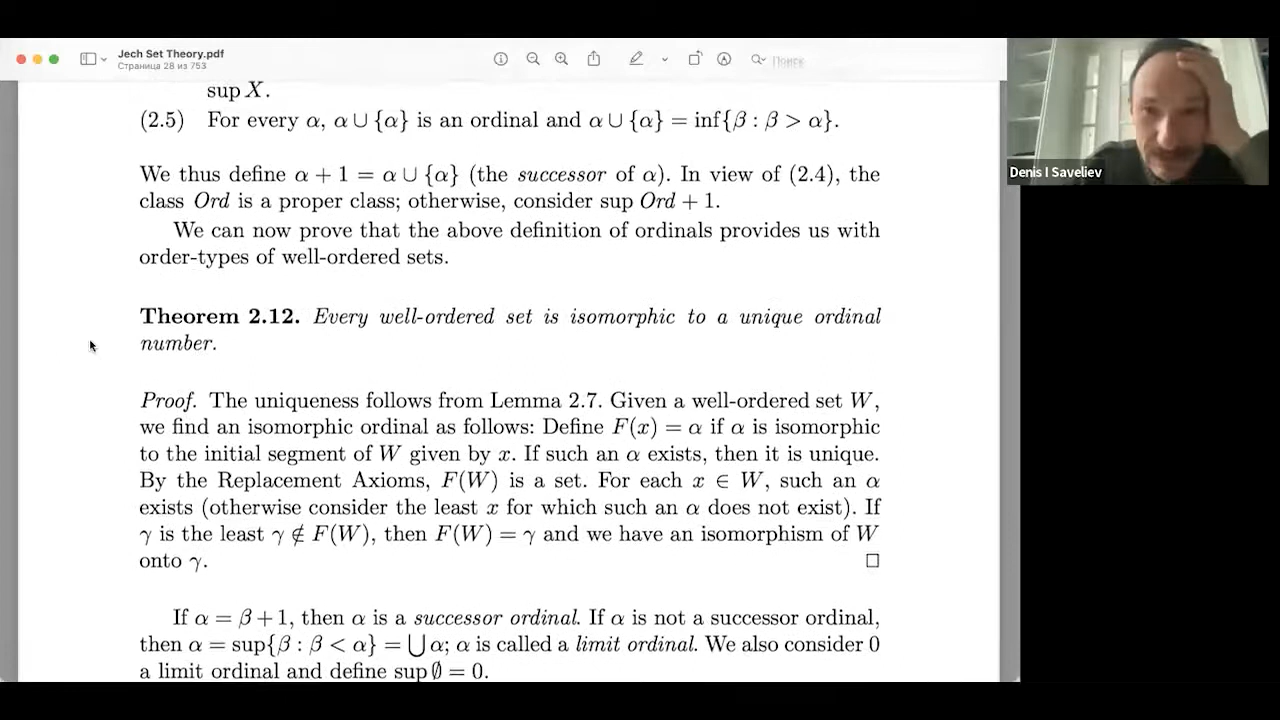 Jech Set Theory.pdf
Страница 28 из 753
Поиск
sup X.
(2.5) For every α, α ∪ {α} is an ordinal and α ∪ {α} = inf{β : β > α}.
We thus define α + 1 = α ∪ {α} (the successor of α). In view of (2.4), the
class Ord is a proper class; otherwise, consider sup Ord + 1.
We can now prove that the above definition of ordinals provides us with
order-types of well-ordered sets.
Theorem 2.12. Every well-ordered set is isomorphic to a unique ordinal
number.
Proof. The uniqueness follows from Lemma 2.7. Given a well-ordered set W,
we find an isomorphic ordinal as follows: Define F(x) = α if α is isomorphic
to the initial segment of W given by x. If such an α exists, then it is unique.
By the Replacement Axioms, F(W) is a set. For each x ∈ W, such an α
exists (otherwise consider the least x for which such an α does not exist). If
γ is the least γ ∉ F(W), then F(W) = γ and we have an isomorphism of W
onto γ. □
If α = β + 1, then α is a successor ordinal. If α is not a successor ordinal,
then α = sup{β : β < α} = ⋃ α; α is called a limit ordinal. We also consider 0
a limit ordinal and define sup ∅ = 0.
Denis I Saveliev